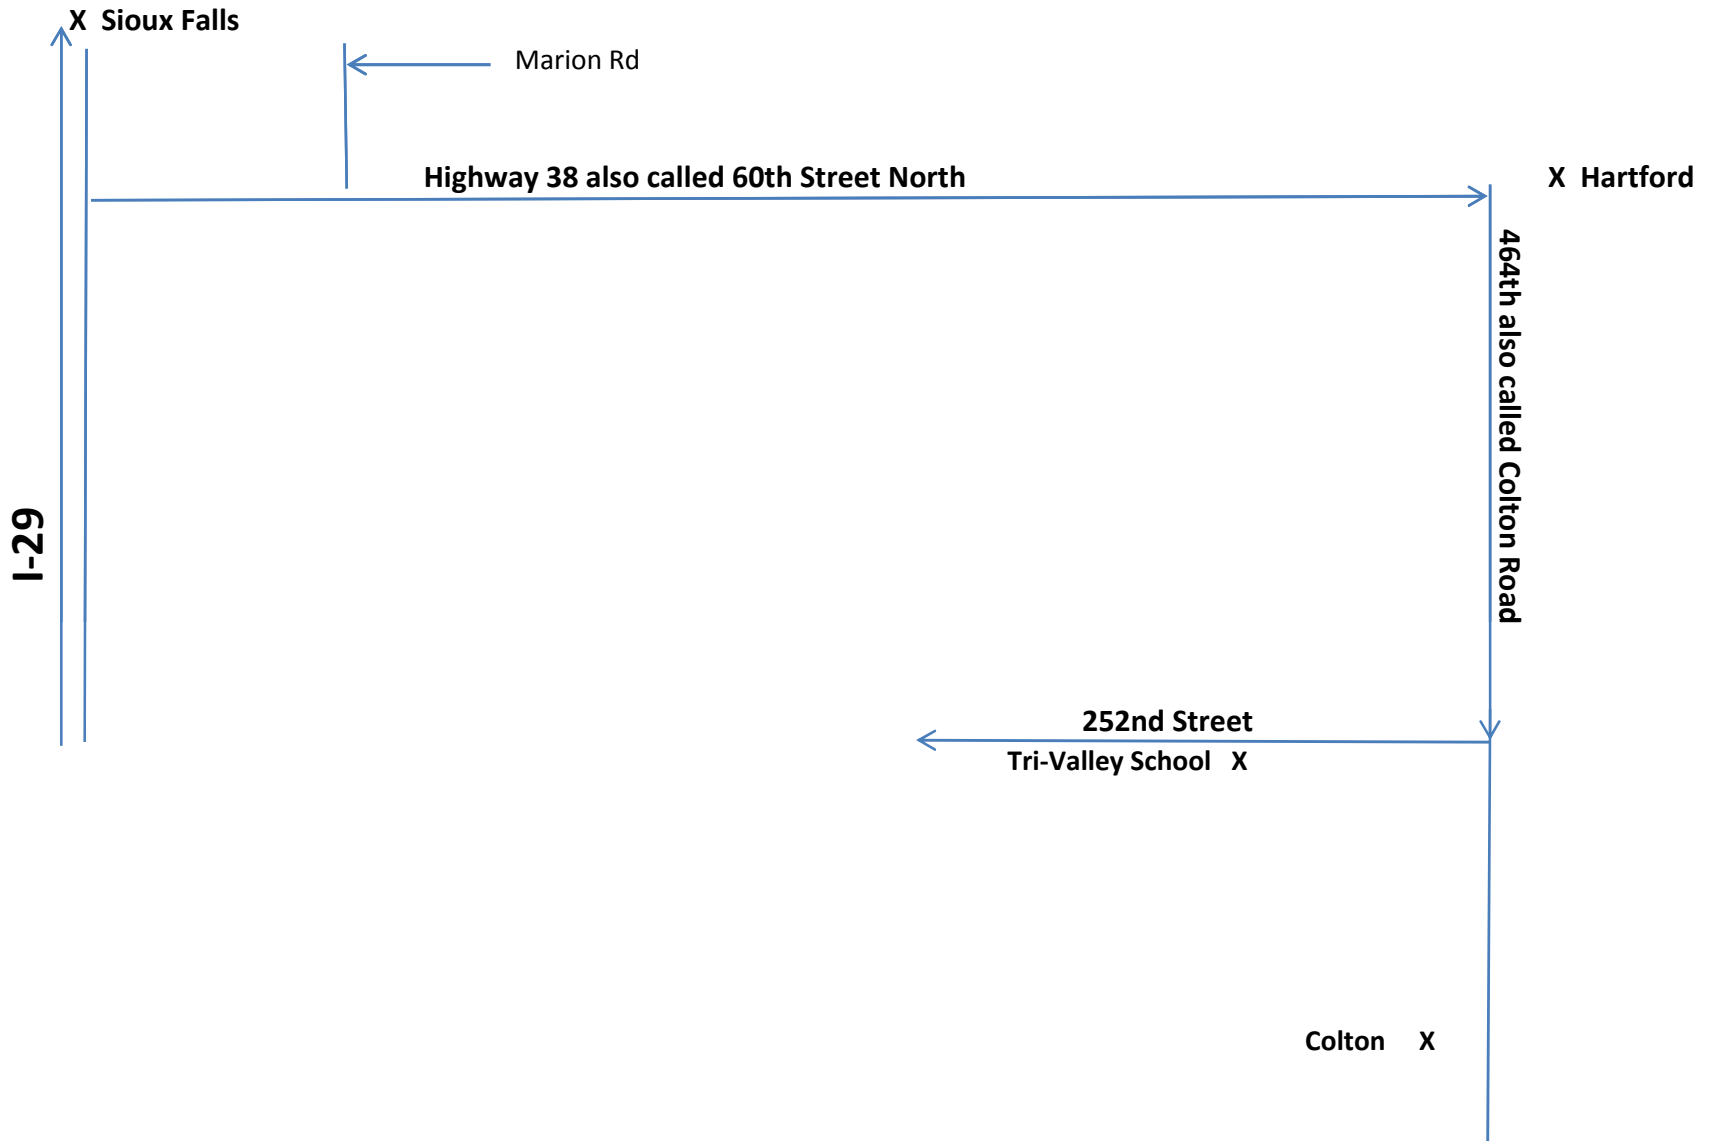 X Sioux Falls
Marion Rd
Highway 38 also called 60th Street North
X Hartford
464th also called Colton Road
I-29
252nd Street
Tri-Valley School X
Colton X